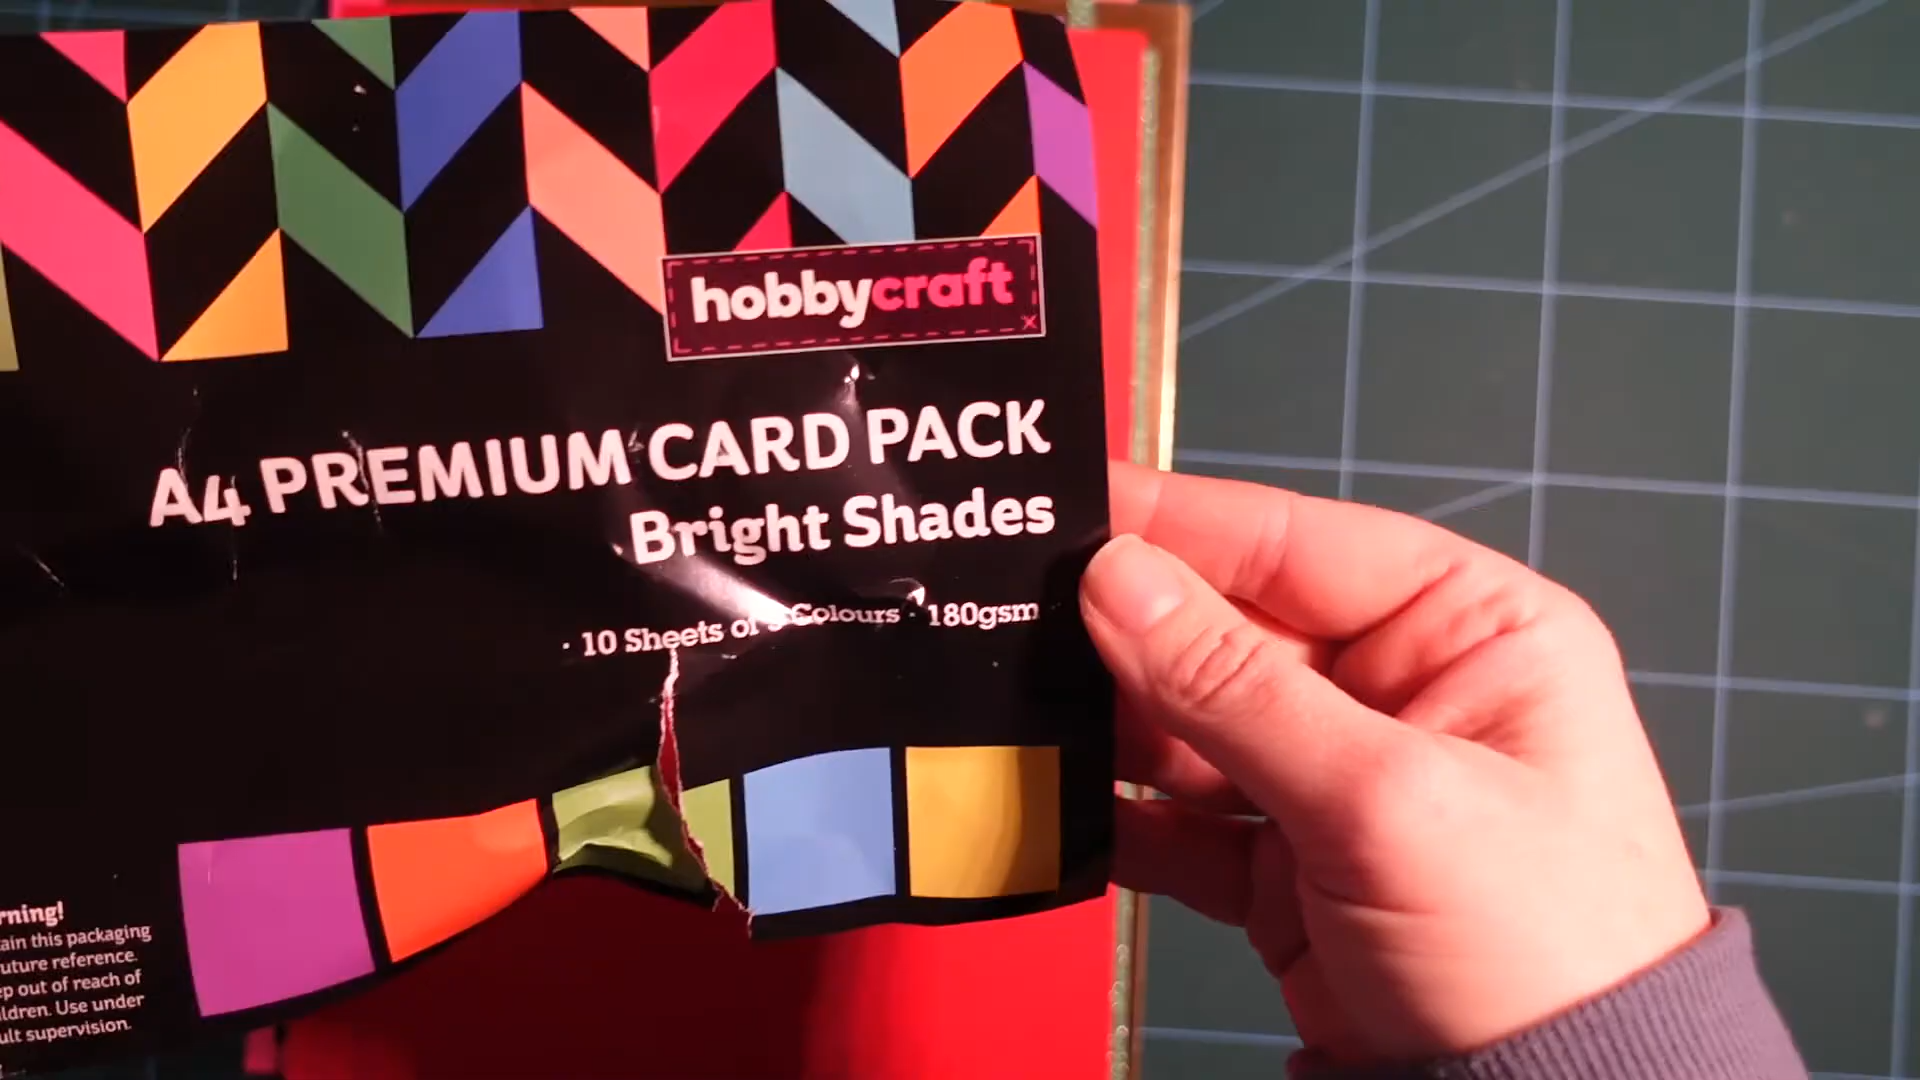 hobbycraft
A4 PREMIUM CARD PACK
Bright Shades
· 10 Sheets of Colours · 180gsm
rning!
ain this packaging
uture reference.
ep out of reach of
ildren. Use under
ult supervision.